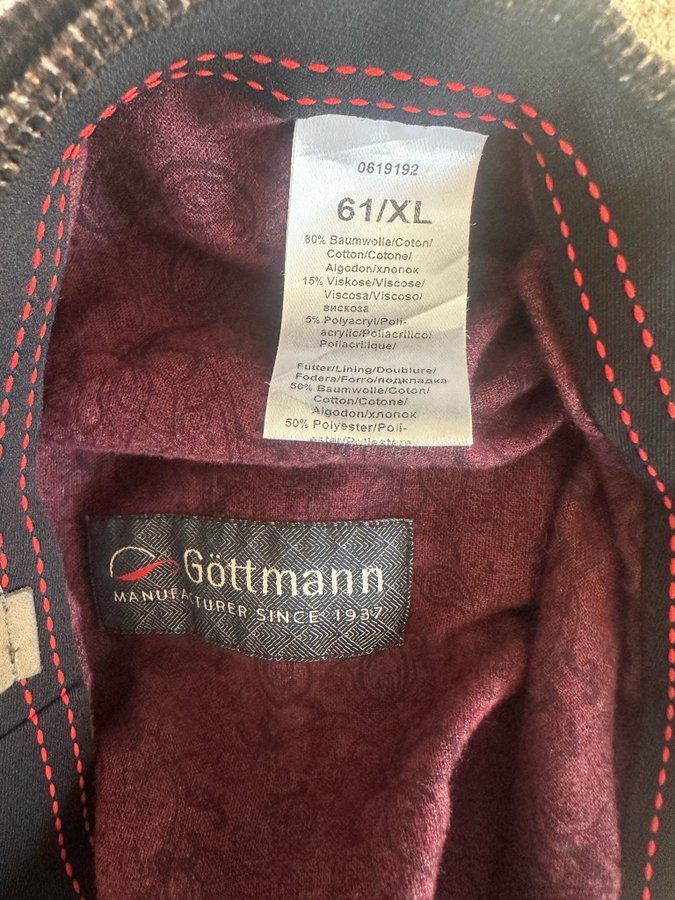 0619192
61/XL
80% Baumwolle/Coton/
Cotton/Cotone/
Algodon/хлопок
15% Viskose/Viscose/
Viscosa/Viscoso/
вискоза
5% Polyacryl/Poli-
acrylic/Poliacrilico/
Poliacrilique/
Futter/Lining/Doublure/
Fodera/Forro/подкладка
50% Baumwolle/Coton/
Cotton/Cotone/
Algodon/хлопок
50% Polyester/Poli-
ester/Poliestere
Göttmann
MANUFACTURER SINCE 1937